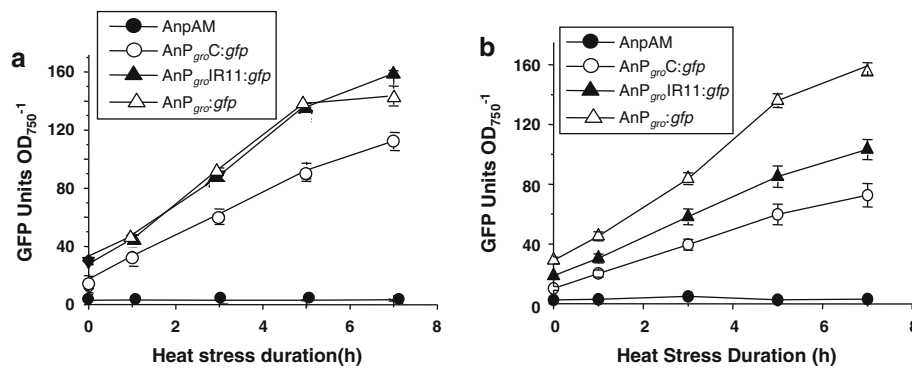 a
AnpAM
AnPgroC:gfp
AnPgroIR11:gfp
AnPgro:gfp
GFP Units OD750-1
160
120
80
40
0
0
2
4
6
8
Heat stress duration(h)
b
AnpAM
AnPgroC:gfp
AnPgroIR11:gfp
AnPgro:gfp
GFP Units OD750-1
160
120
80
40
0
0
2
4
6
8
Heat Stress Duration (h)